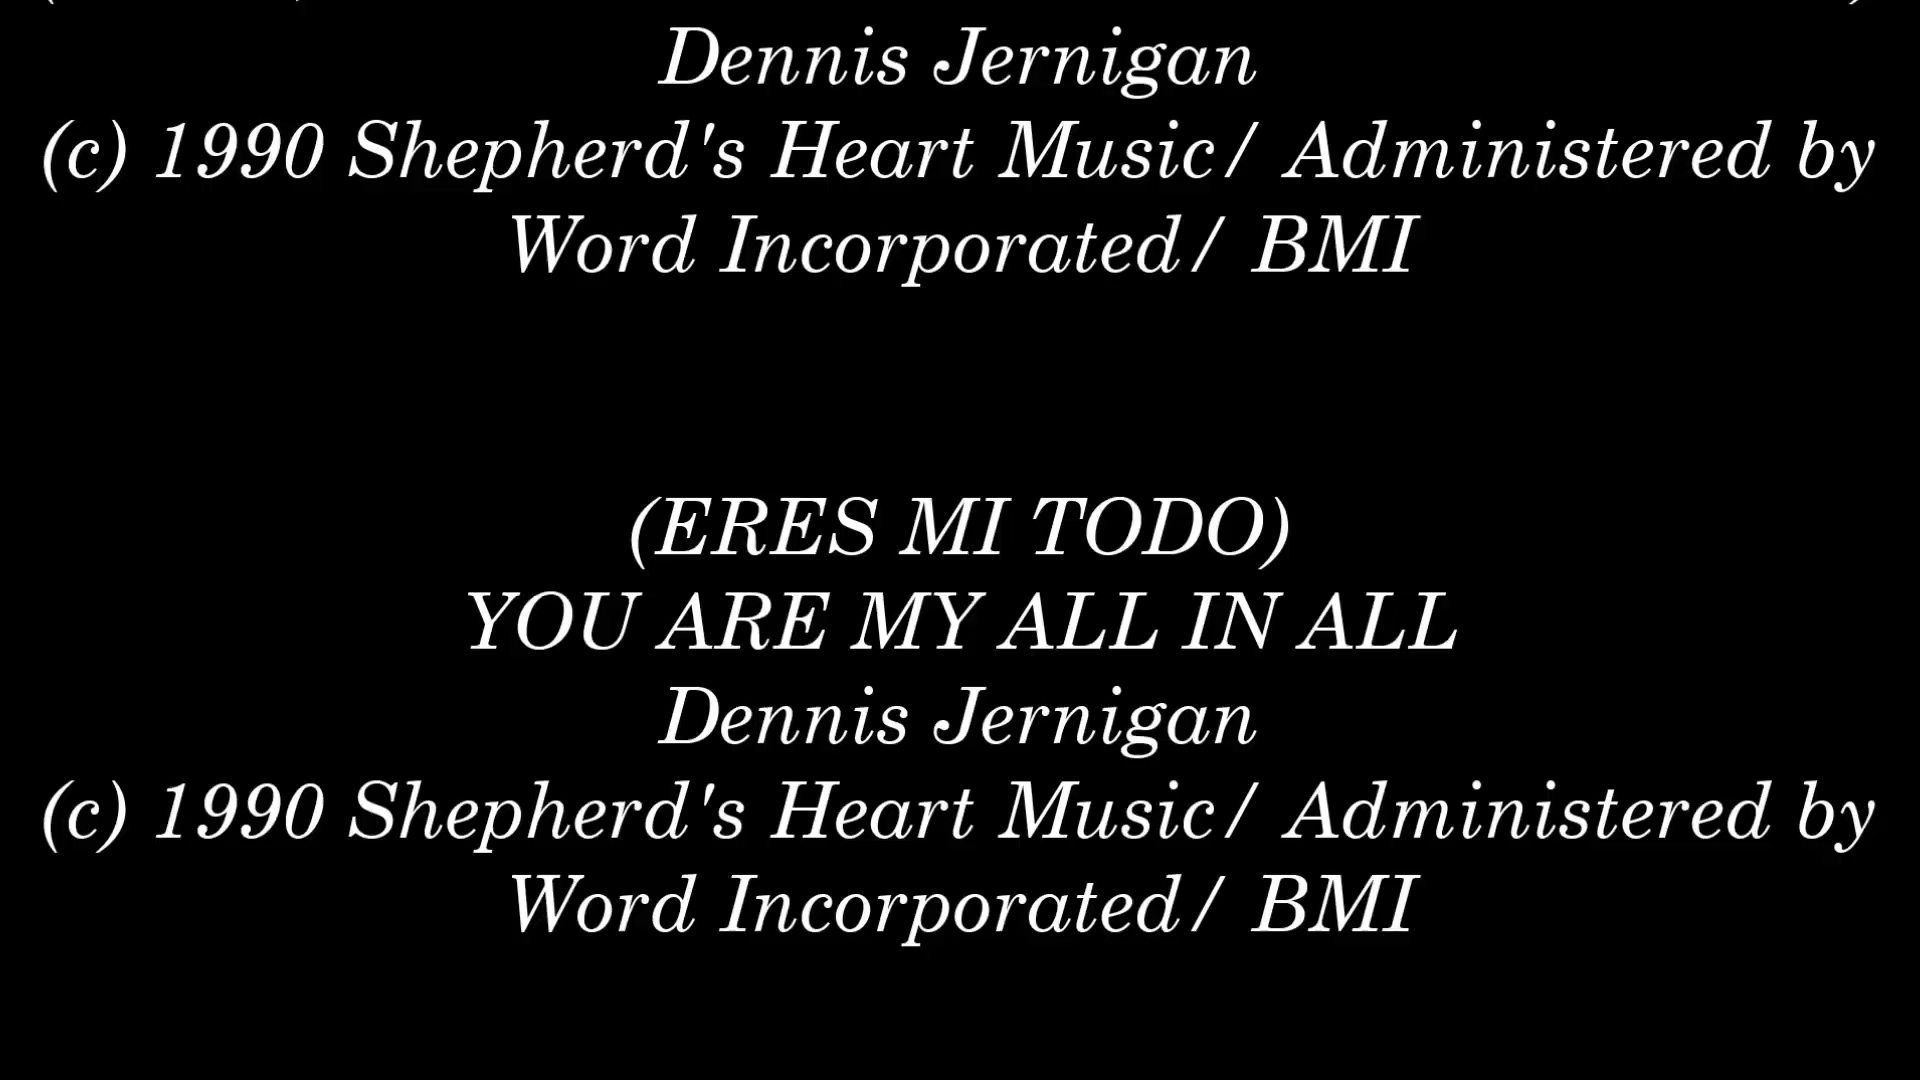 Dennis Jernigan
(c) 1990 Shepherd's Heart Music/ Administered by
Word Incorporated/ BMI
(ERES MI TODO)
YOU ARE MY ALL IN ALL
Dennis Jernigan
(c) 1990 Shepherd's Heart Music/ Administered by
Word Incorporated/ BMI